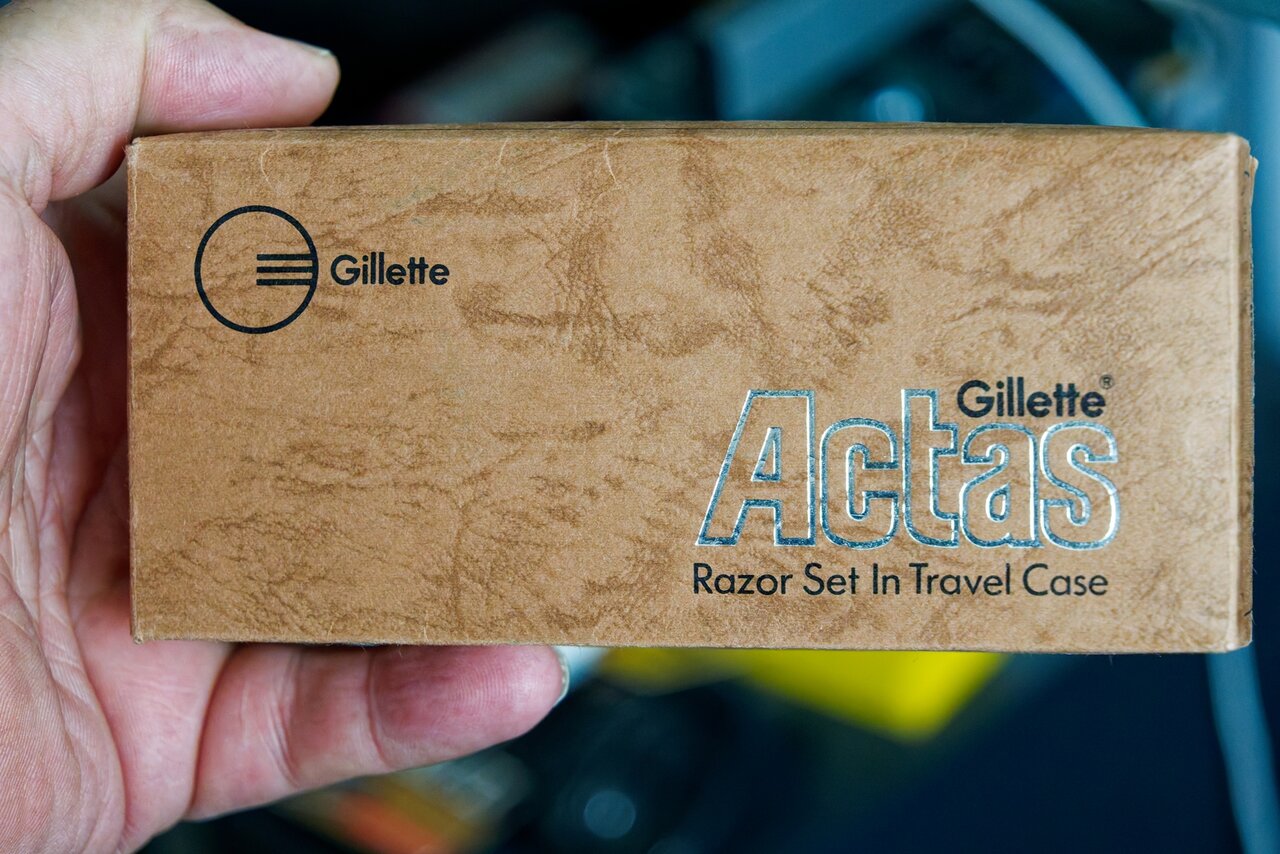 Gillette
Gillette®
Actas
Razor Set In Travel Case